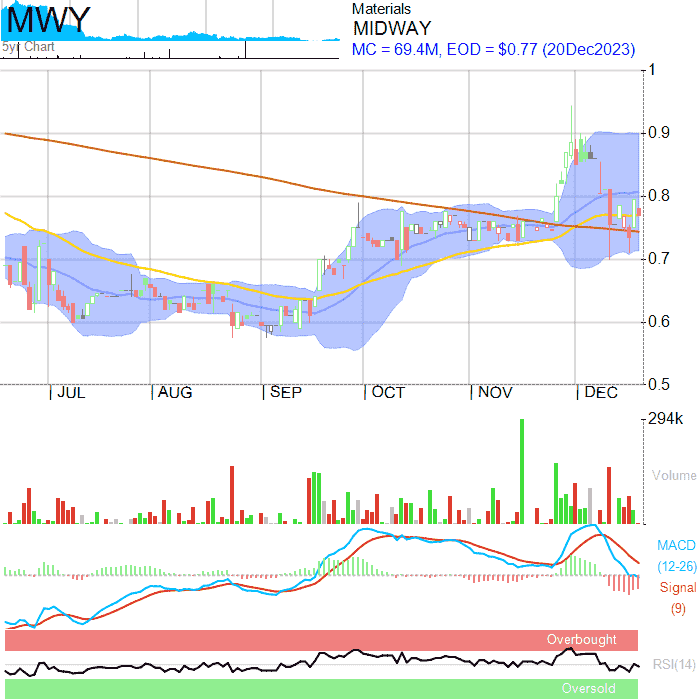 MWY
5yr Chart
Materials
MIDWAY
MC = 69.4M, EOD = $0.77 (20Dec2023)
1
0.9
0.8
0.7
0.6
0.5
JUL
AUG
SEP
OCT
NOV
DEC
294k
Volume
MACD
(12-26)
Signal
(9)
Overbought
RSI(14)
Oversold